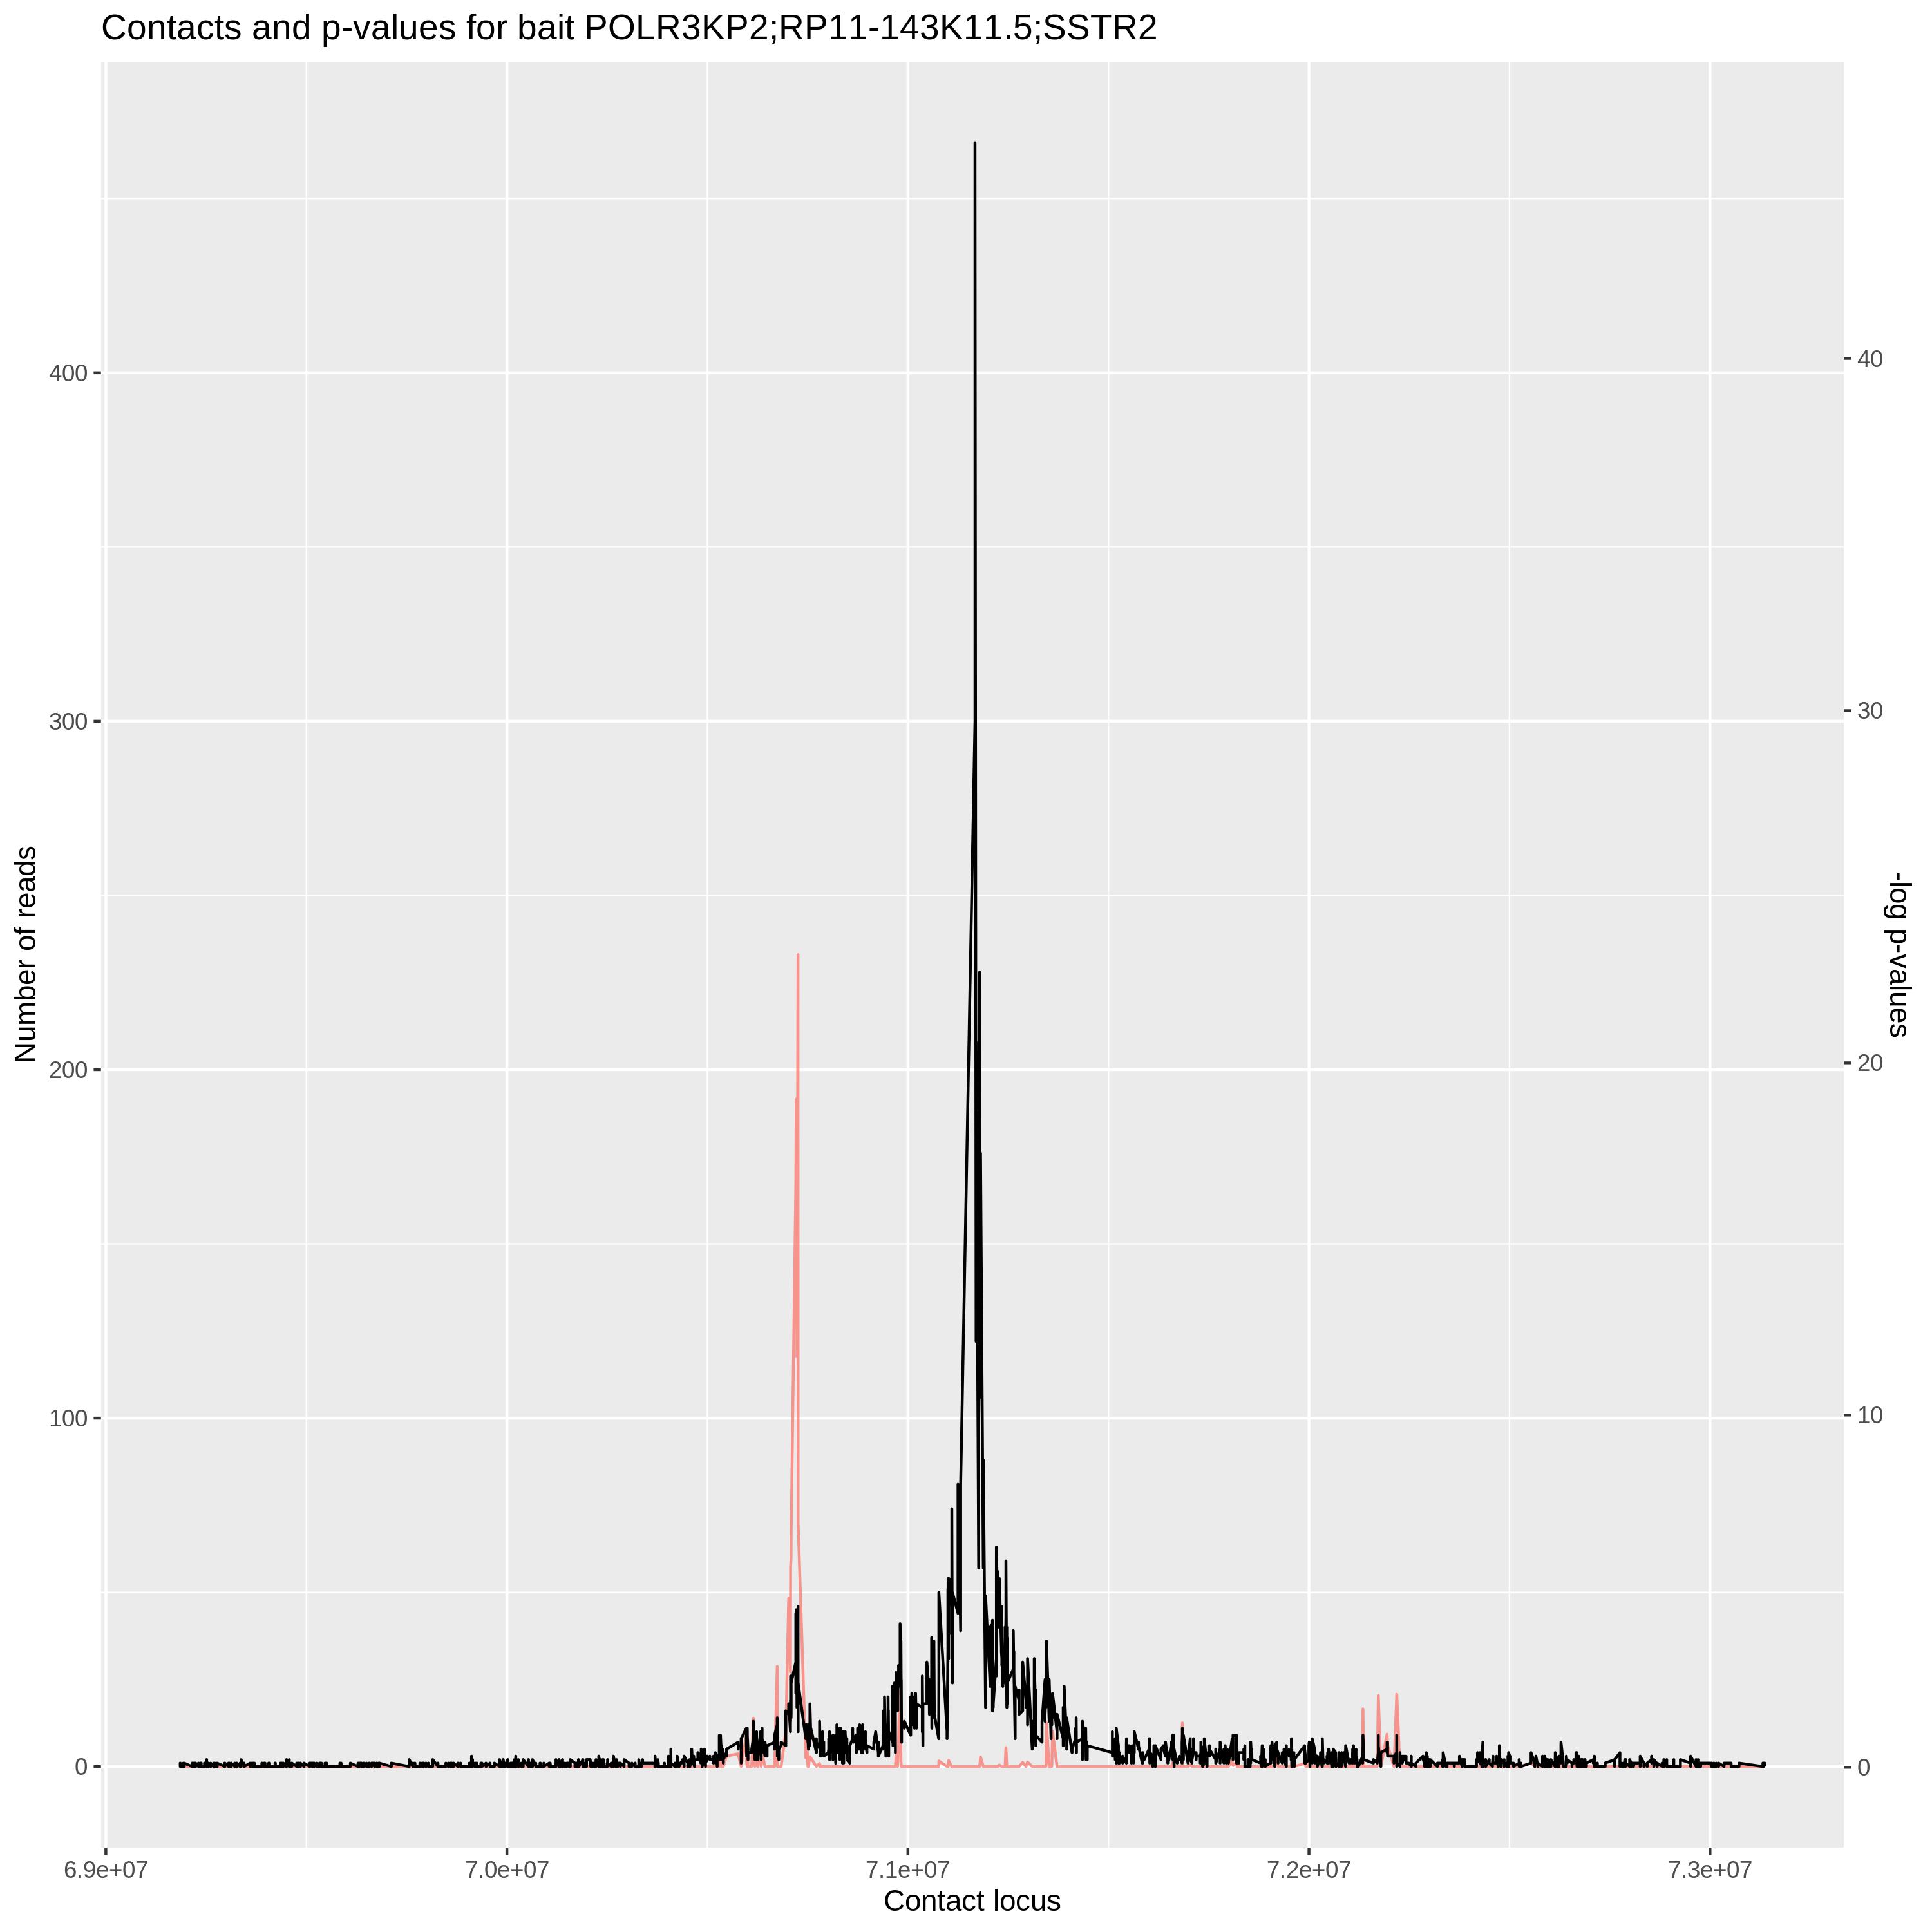 Contacts and p-values for bait POLR3KP2;RP11-143K11.5;SSTR2
400
300
200
100
0
40
30
20
10
0
Number of reads
-log p-values
6.9e+07 7.0e+07 7.1e+07 7.2e+07 7.3e+07
Contact locus